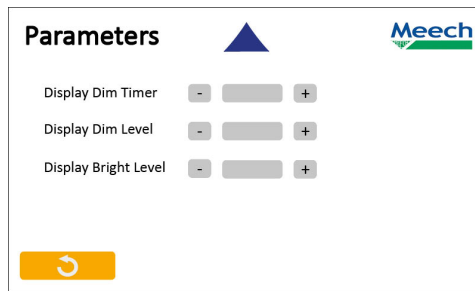 Parameters
Meech
Display Dim Timer - +
Display Dim Level - +
Display Bright Level - +